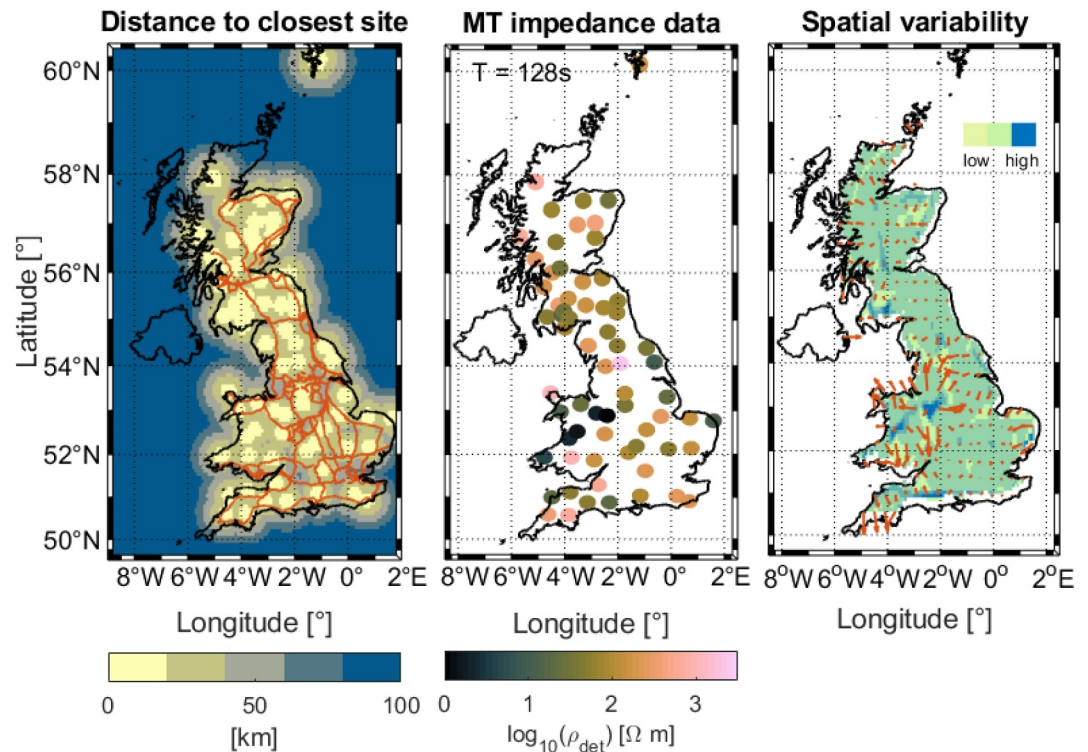 Distance to closest site
MT impedance data
Spatial variability
T = 128s
low high
60°N
58°N
56°N
54°N
52°N
50°N
Latitude [°]
8°W 6°W 4°W 2°W 0° 2°E
8°W 6°W 4°W 2°W 0° 2°E
8°W 6°W 4°W 2°W 0° 2°E
Longitude [°]
Longitude [°]
Longitude [°]
0 50 100
[km]
0 1 2 3
log10(ρdet) [Ω m]